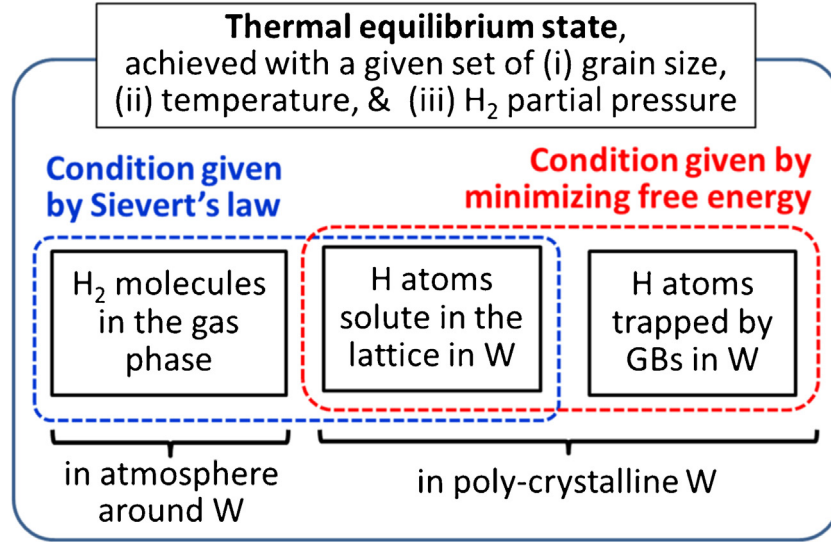 Thermal equilibrium state,
achieved with a given set of (i) grain size,
(ii) temperature, & (iii) H₂ partial pressure
Condition given
by Sievert's law
Condition given by
minimizing free energy
H₂ molecules
in the gas
phase
H atoms
solute in the
lattice in W
H atoms
trapped by
GBs in W
in atmosphere
around W
in poly-crystalline W